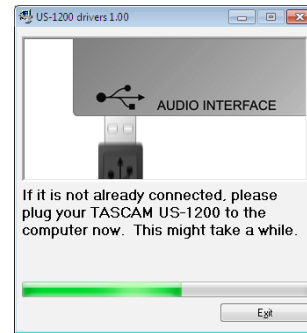 US-1200 drivers 1.00
AUDIO INTERFACE
If it is not already connected, please
plug your TASCAM US-1200 to the
computer now.  This might take a while.
Exit